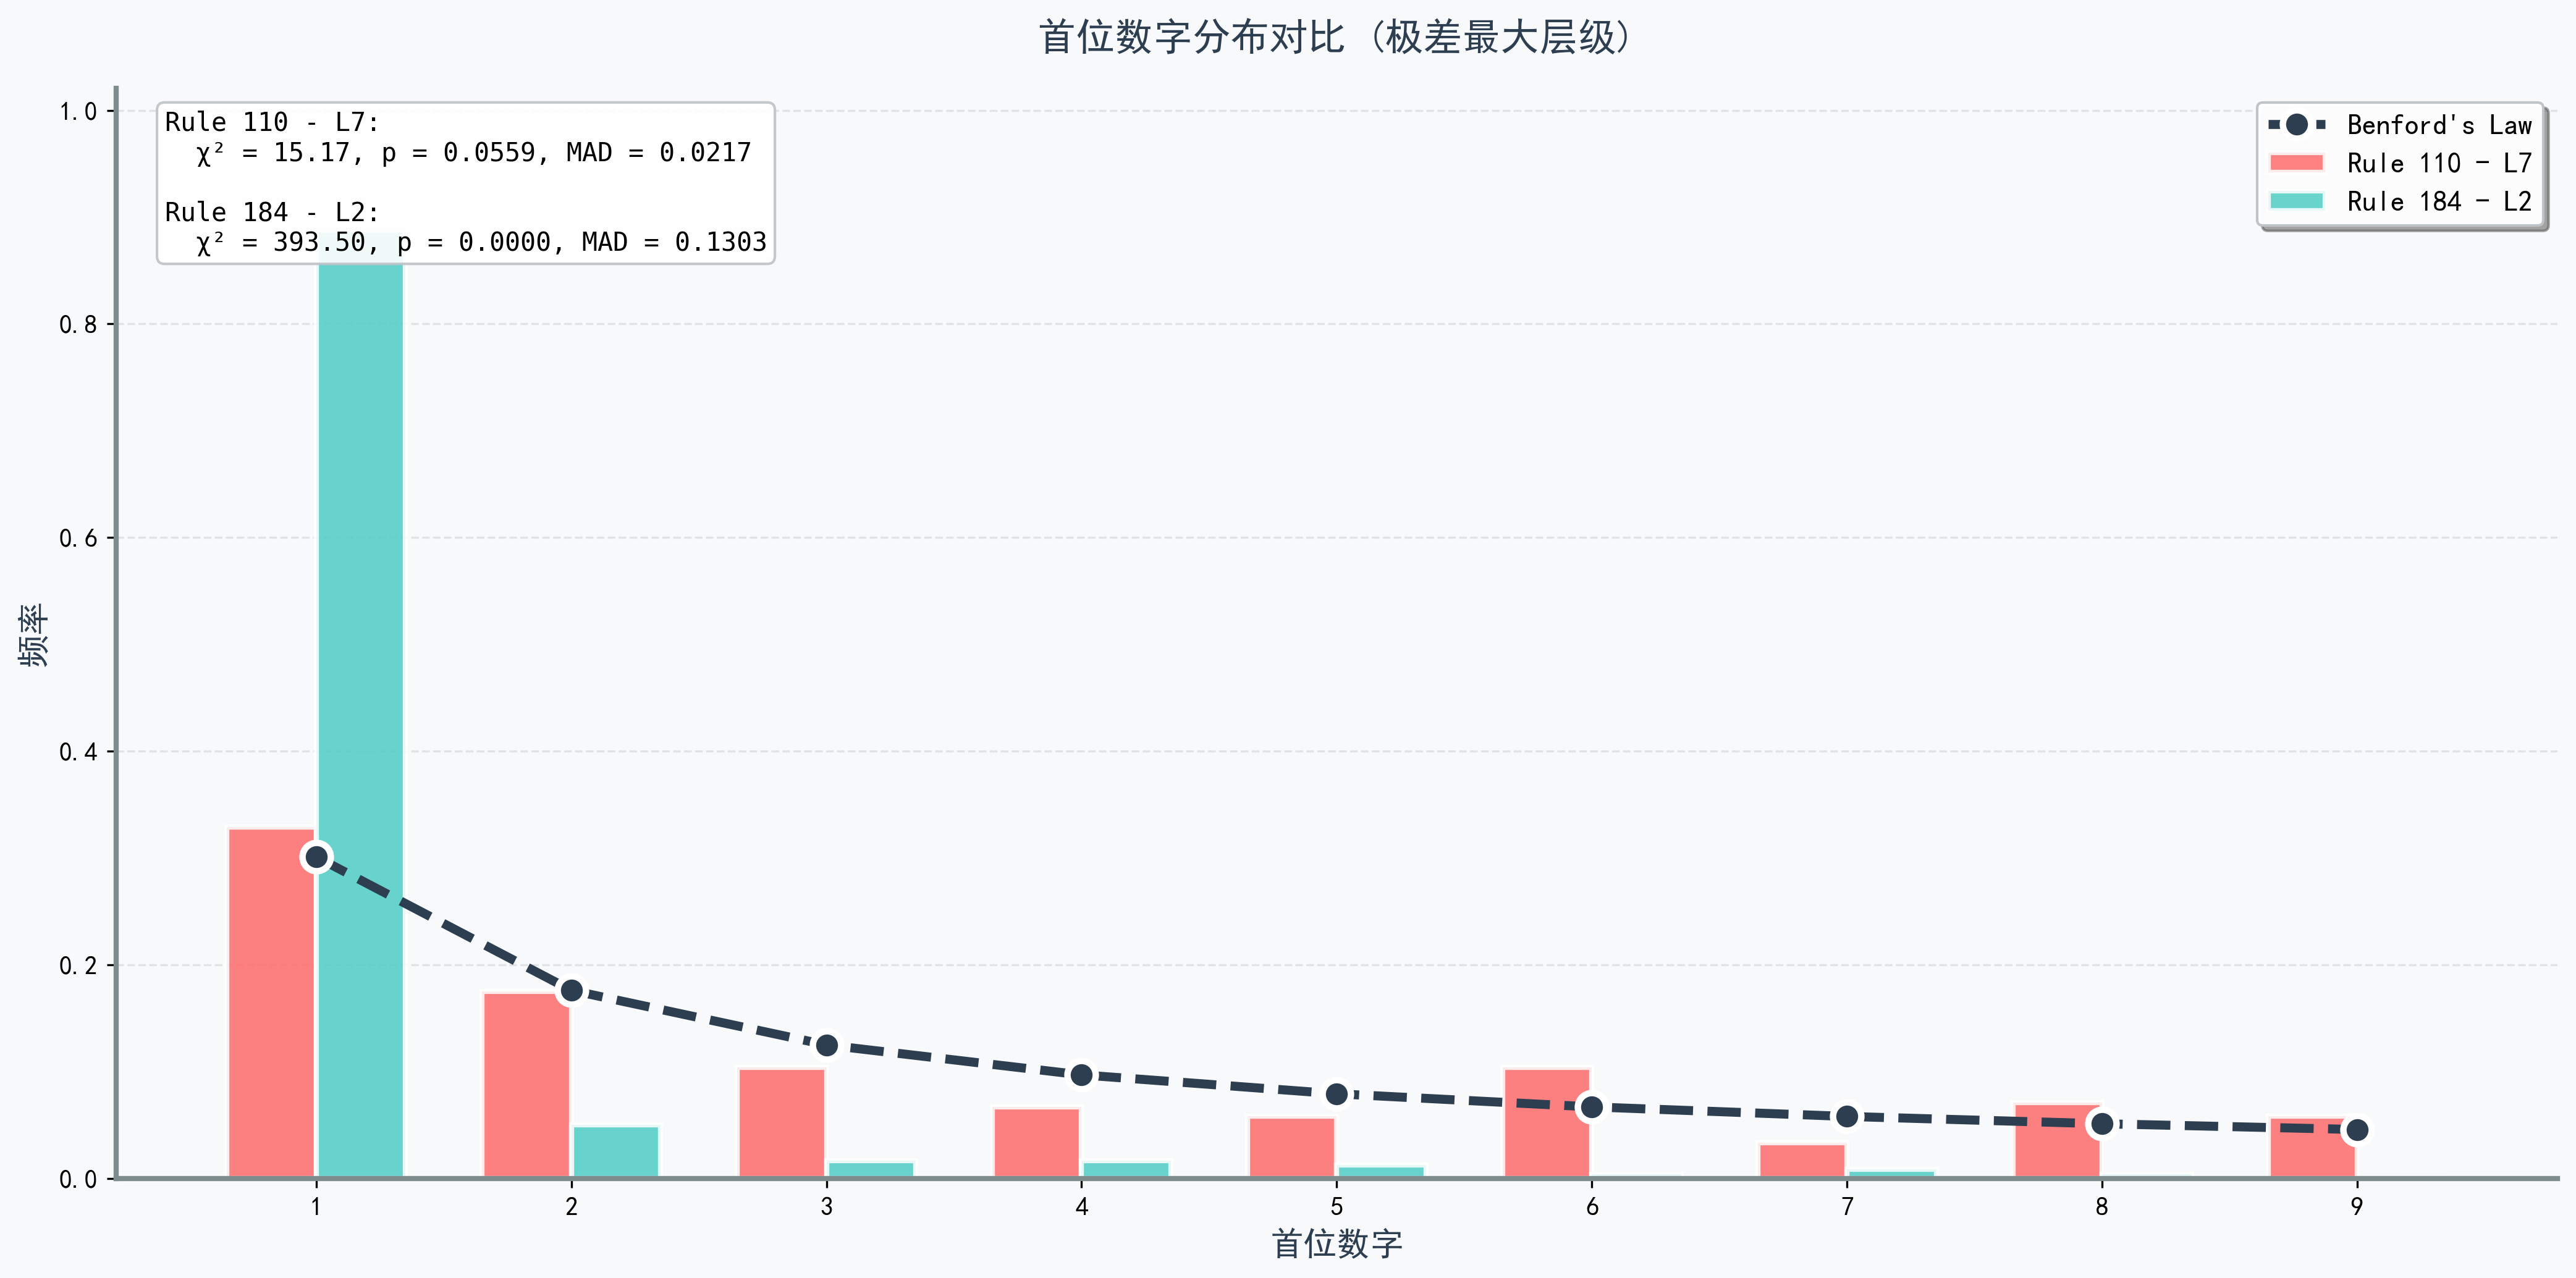 首位数字分布对比 (极差最大层级)
Rule 110 - L7:
χ² = 15.17, p = 0.0559, MAD = 0.0217
Rule 184 - L2:
χ² = 393.50, p = 0.0000, MAD = 0.1303
Benford's Law
Rule 110 - L7
Rule 184 - L2
1.0
0.8
0.6
0.4
0.2
0.0
频率
1 2 3 4 5 6 7 8 9
首位数字